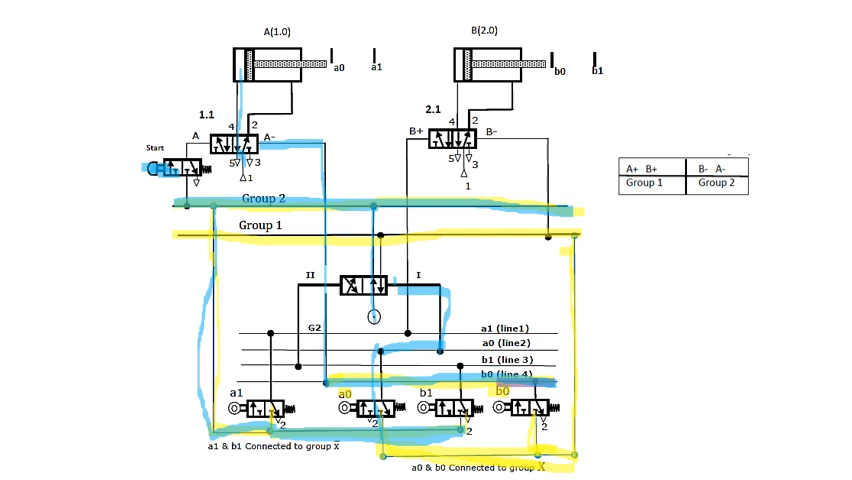 A(1.0)
B(2.0)
a0
a1
b0
b1
1.1
4
2
A
A-
5
3
1
2.1
4
2
B+
B-
5
3
1
Start
A+ B+
B- A-
Group 1
Group 2
Group 2
Group 1
II
I
G2
a1 (line1)
a0 (line2)
b1 (line 3)
b0 (line 4)
a1
a0
b1
b0
2
2
2
2
a1 & b1 Connected to group x̅
a0 & b0 Connected to group X